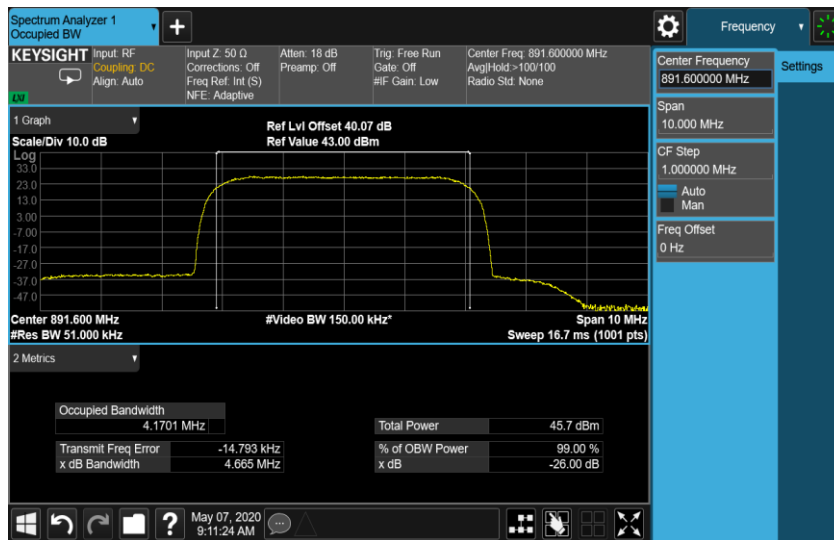 Spectrum Analyzer 1
Occupied BW
+
Frequency
KEYSIGHT
Input: RF
Coupling: DC
Align: Auto
Input Z: 50 Ω
Corrections: Off
Freq Ref: Int (S)
NFE: Adaptive
Atten: 18 dB
Preamp: Off
Trig: Free Run
Gate: Off
#IF Gain: Low
Center Freq: 891.600000 MHz
Avg|Hold:>100/100
Radio Std: None
LXI
Center Frequency
891.600000 MHz
Settings
Span
10.000 MHz
CF Step
1.000000 MHz
Auto
Man
Freq Offset
0 Hz
1 Graph
Scale/Div 10.0 dB
Ref Lvl Offset 40.07 dB
Ref Value 43.00 dBm
Log
33.0
23.0
13.0
3.00
-7.00
-17.0
-27.0
-37.0
-47.0
Center 891.600 MHz
#Video BW 150.00 kHz*
Span 10 MHz
#Res BW 51.000 kHz
Sweep 16.7 ms (1001 pts)
2 Metrics
Occupied Bandwidth
4.1701 MHz
Total Power 45.7 dBm
Transmit Freq Error -14.793 kHz
% of OBW Power 99.00 %
x dB Bandwidth 4.665 MHz
x dB -26.00 dB
?
May 07, 2020
9:11:24 AM